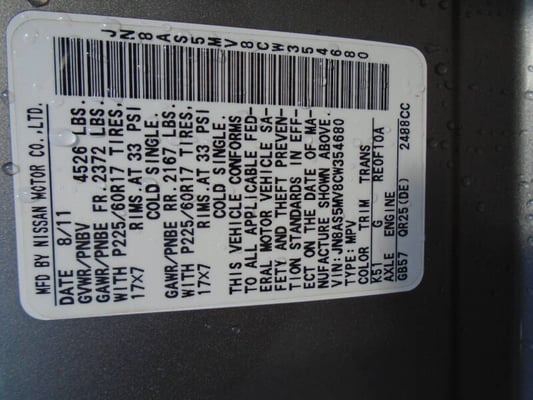 JN8AS5MV8CW354680
MFD BY NISSAN MOTOR CO.,LTD.
DATE 8/11
GVWR/PNBV 4526 LBS.
GAWR/PNBE FR. 2372 LBS.
WITH P225/60R17 TIRES,
17X7 RIMS AT 33 PSI
COLD SINGLE.
GAWR/PNBE RR. 2167 LBS.
WITH P225/60R17 TIRES,
17X7 RIMS AT 33 PSI
COLD SINGLE.
THIS VEHICLE CONFORMS
TO ALL APPLICABLE FED-
ERAL MOTOR VEHICLE SA-
FETY AND THEFT PREVEN-
TION STANDARDS IN EFF-
ECT ON THE DATE OF MA-
NUFACTURE SHOWN ABOVE.
VIN:JN8AS5MV8CW354680
TYPE:MPV
COLOR TRIM TRANS
K51 G RE0F10A
AXLE ENGINE
GB57 QR25(DE) 2488CC